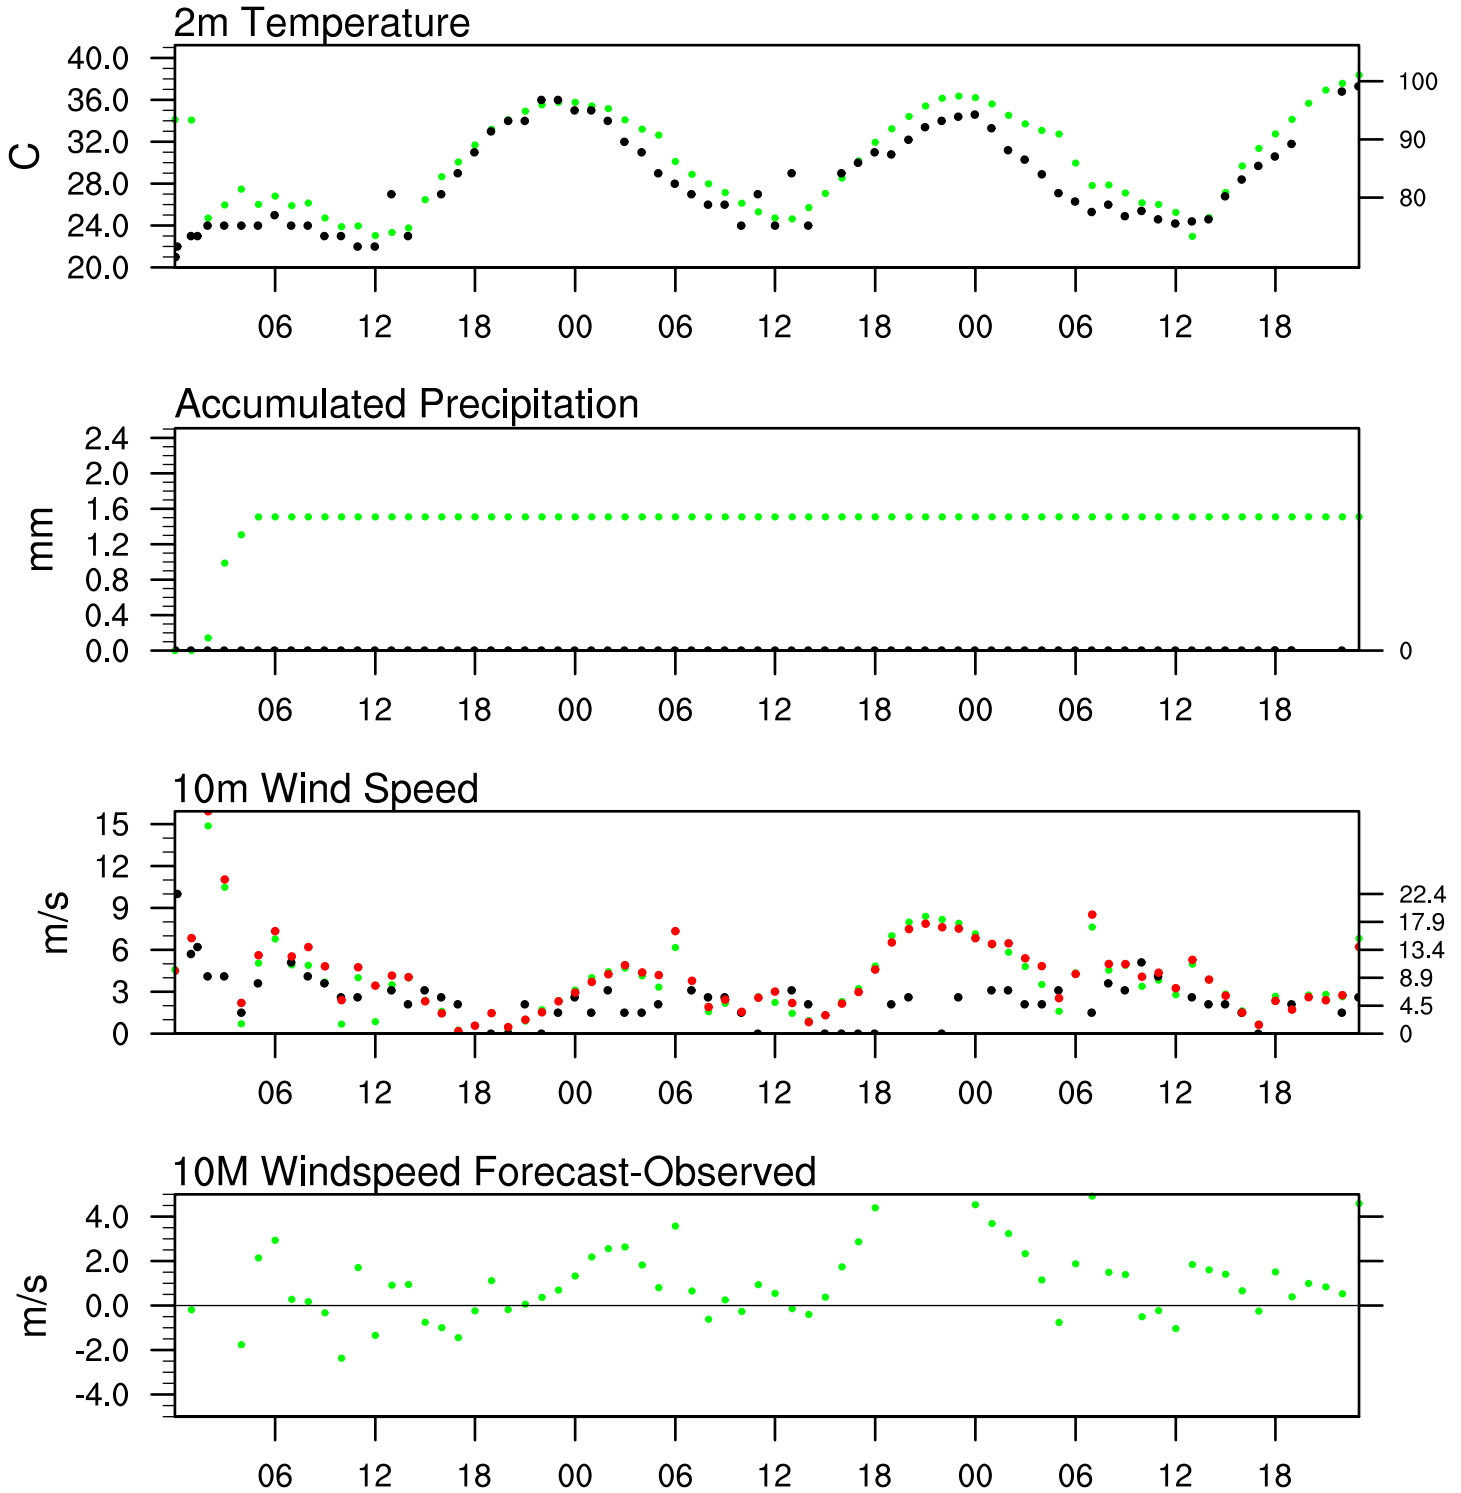 2m Temperature
40.0
36.0
32.0
28.0
24.0
20.0
C
100
90
80
06 12 18 00 06 12 18 00 06 12 18
Accumulated Precipitation
2.4
2.0
1.6
1.2
0.8
0.4
0.0
mm
0
06 12 18 00 06 12 18 00 06 12 18
10m Wind Speed
15
12
9
6
3
0
m/s
22.4
17.9
13.4
8.9
4.5
0
06 12 18 00 06 12 18 00 06 12 18
10M Windspeed Forecast-Observed
4.0
2.0
0.0
-2.0
-4.0
m/s
06 12 18 00 06 12 18 00 06 12 18